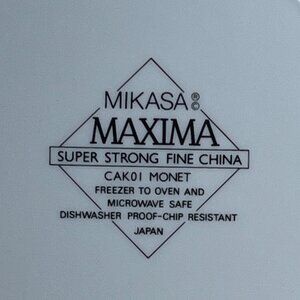 MIKASA®©
MAXIMA
SUPER STRONG FINE CHINA
CAK01 MONET
FREEZER TO OVEN AND
MICROWAVE SAFE
DISHWASHER PROOF-CHIP RESISTANT
JAPAN